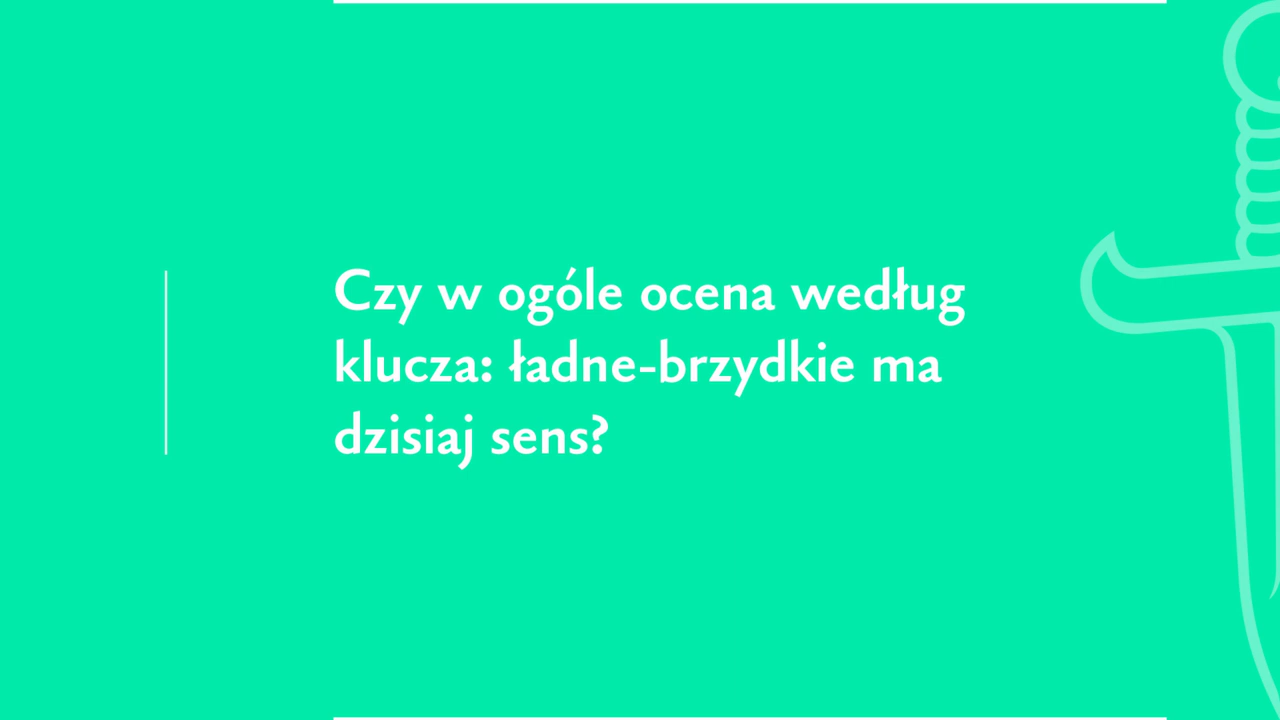 Czy w ogóle ocena według
klucza: ładne-brzydkie ma
dzisiaj sens?